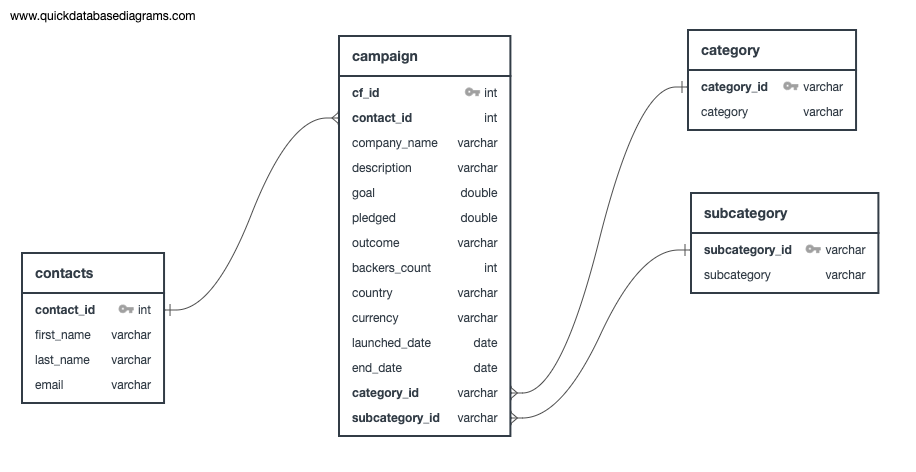 www.quickdatabasediagrams.com
campaign
cf_id int
contact_id int
company_name varchar
description varchar
goal double
pledged double
outcome varchar
backers_count int
country varchar
currency varchar
launched_date date
end_date date
category_id varchar
subcategory_id varchar
category
category_id varchar
category varchar
subcategory
subcategory_id varchar
subcategory varchar
contacts
contact_id int
first_name varchar
last_name varchar
email varchar